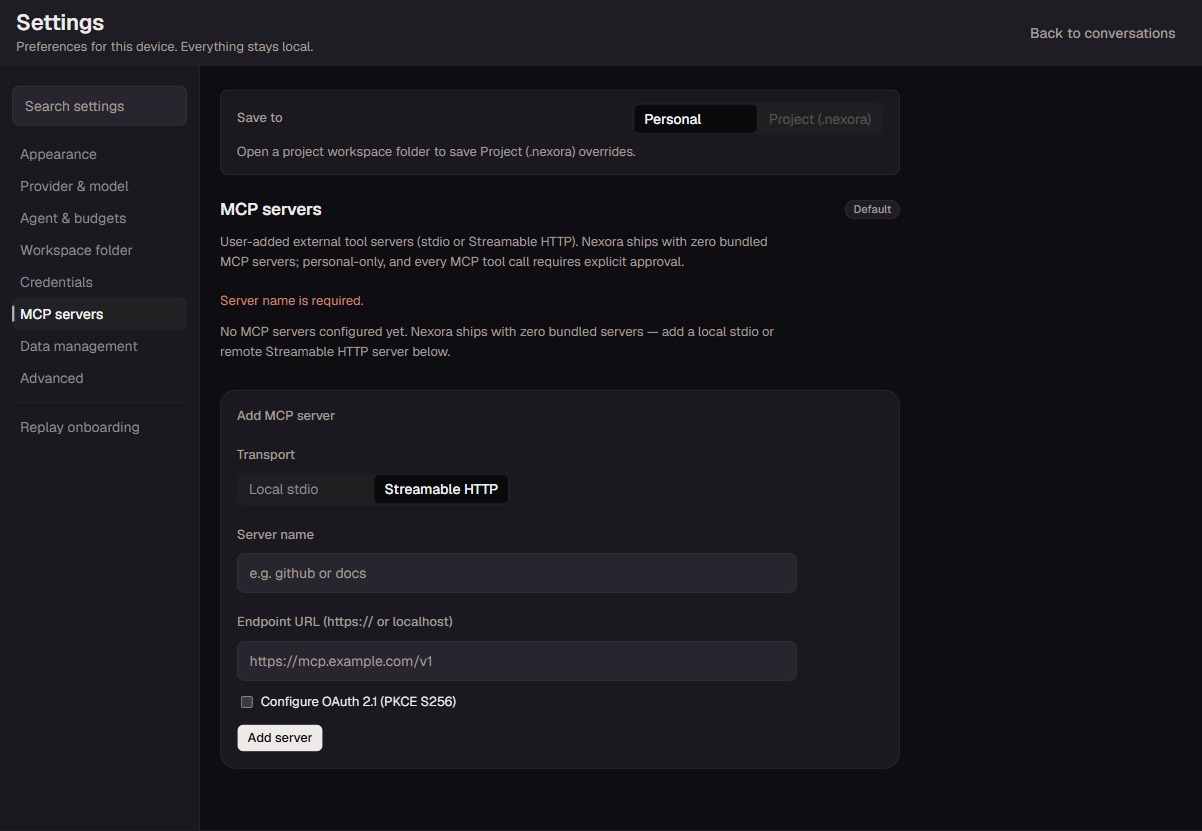 Settings
Preferences for this device. Everything stays local.
Back to conversations
Search settings
Appearance
Provider & model
Agent & budgets
Workspace folder
Credentials
MCP servers
Data management
Advanced
Replay onboarding
Save to
Personal
Project (.nexora)
Open a project workspace folder to save Project (.nexora) overrides.
MCP servers
Default
User-added external tool servers (stdio or Streamable HTTP). Nexora ships with zero bundled
MCP servers; personal-only, and every MCP tool call requires explicit approval.
Server name is required.
No MCP servers configured yet. Nexora ships with zero bundled servers — add a local stdio or
remote Streamable HTTP server below.
Add MCP server
Transport
Local stdio
Streamable HTTP
Server name
e.g. github or docs
Endpoint URL (https:// or localhost)
https://mcp.example.com/v1
Configure OAuth 2.1 (PKCE S256)
Add server